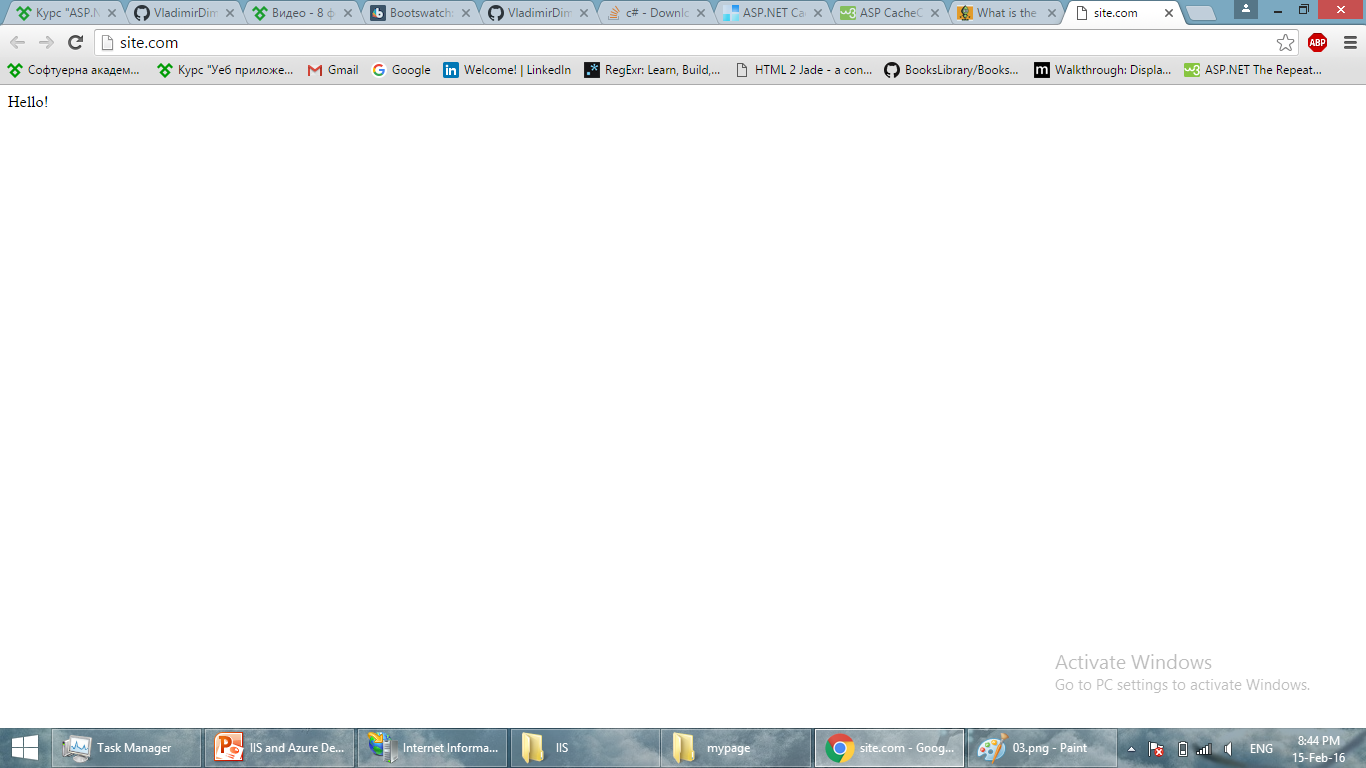 Курс "ASP.N
VladimirDim
Видео - 8 ф
Bootswatch:
VladimirDim
c# - Downlo
ASP.NET Ca
ASP CacheC
What is the
site.com
site.com
ABP
Софтуерна академ...
Курс "Уеб приложе...
Gmail
Google
Welcome! | LinkedIn
RegExr: Learn, Build,...
HTML 2 Jade - a con...
BooksLibrary/Books...
Walkthrough: Displa...
ASP.NET The Repeat...
Hello!
Activate Windows
Go to PC settings to activate Windows.
Task Manager
IIS and Azure De...
Internet Informa...
IIS
mypage
site.com - Goog...
03.png - Paint
ENG
8:44 PM
15-Feb-16